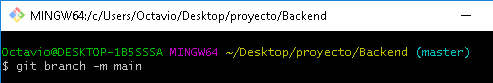 MINGW64:/c/Users/Octavio/Desktop/proyecto/Backend
Octavio@DESKTOP-1B5SSSA MINGW64 ~/Desktop/proyecto/Backend (master)
$ git branch -m main